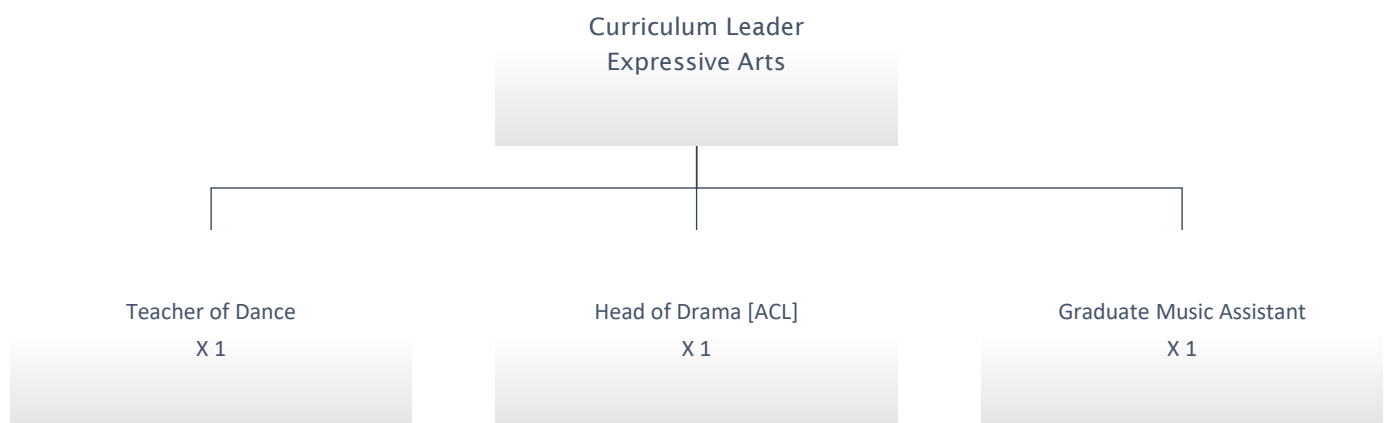 Curriculum Leader
Expressive Arts
Teacher of Dance
X 1
Head of Drama [ACL]
X 1
Graduate Music Assistant
X 1